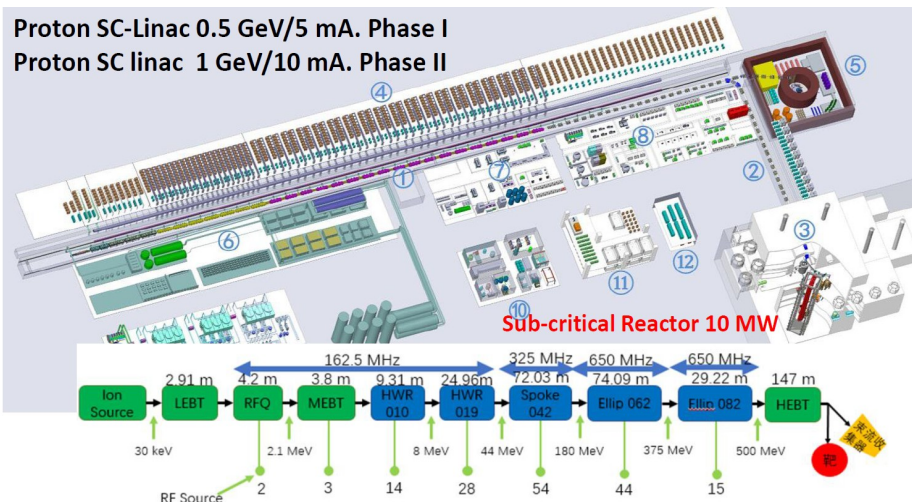 Proton SC-Linac 0.5 GeV/5 mA. Phase I
Proton SC linac 1 GeV/10 mA. Phase II
④
⑤
⑧
⑦
①
②
⑥
③
⑫
⑪
⑩
Sub-critical Reactor 10 MW
162.5 MHz
325 MHz
650 MHz
650 MHz
2.91 m
4.2 m
3.8 m
9.31 m
24.96m
72.03 m
74.09 m
29.22 m
147 m
Ion
Source
LEBT
RFQ
MEBT
HWR
010
HWR
019
Spoke
042
Ellip 062
Ellip 082
HEBT
30 keV
2.1 MeV
8 MeV
44 MeV
180 MeV
375 MeV
500 MeV
束流收
集器
靶
RF Source
2
3
14
28
54
44
15